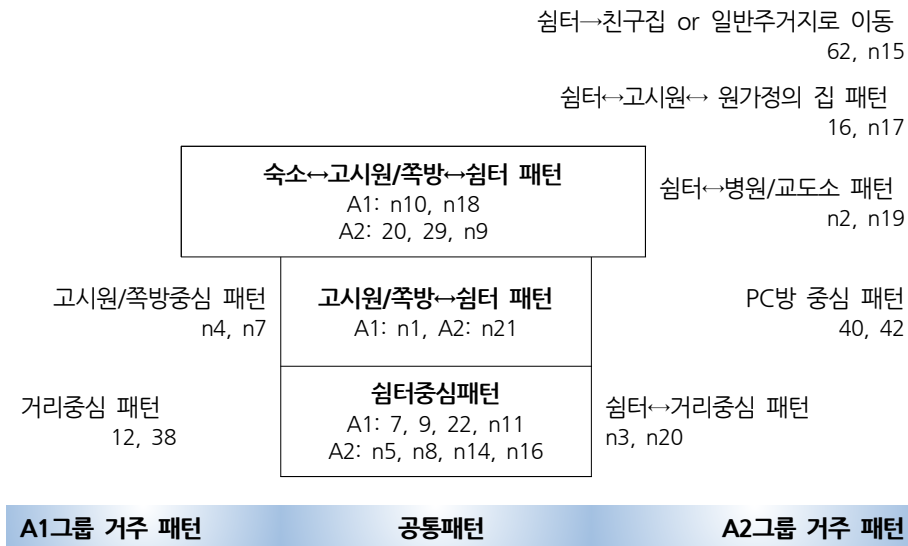 쉼터→친구집 or 일반주거지로 이동
62, n15
쉼터↔고시원↔ 원가정의 집 패턴
16, n17
숙소↔고시원/쪽방↔쉼터 패턴
A1: n10, n18
A2: 20, 29, n9
쉼터↔병원/교도소 패턴
n2, n19
고시원/쪽방중심 패턴
n4, n7
고시원/쪽방↔쉼터 패턴
A1: n1, A2: n21
PC방 중심 패턴
40, 42
거리중심 패턴
12, 38
쉼터중심패턴
A1: 7, 9, 22, n11
A2: n5, n8, n14, n16
쉼터↔거리중심 패턴
n3, n20
A1그룹 거주 패턴
공통패턴
A2그룹 거주 패턴